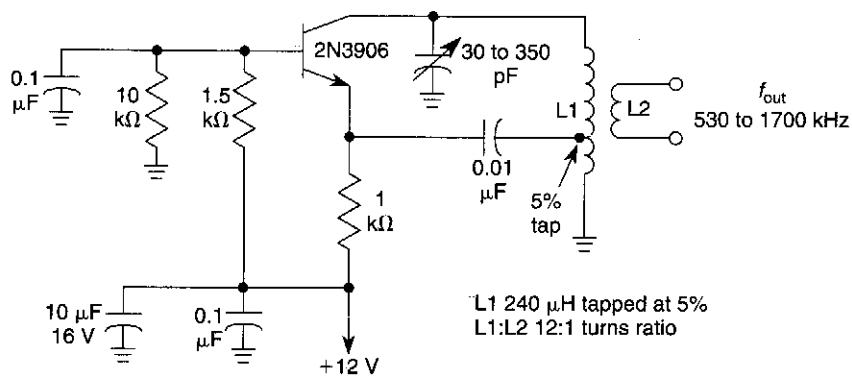 2N3906
30 to 350
pF
0.1
μF
10
kΩ
1.5
kΩ
L1
L2
f_out
530 to 1700 kHz
0.01
μF
1
kΩ
5%
tap
10 μF
16 V
0.1
μF
+12 V
L1 240 μH tapped at 5%
L1:L2 12:1 turns ratio